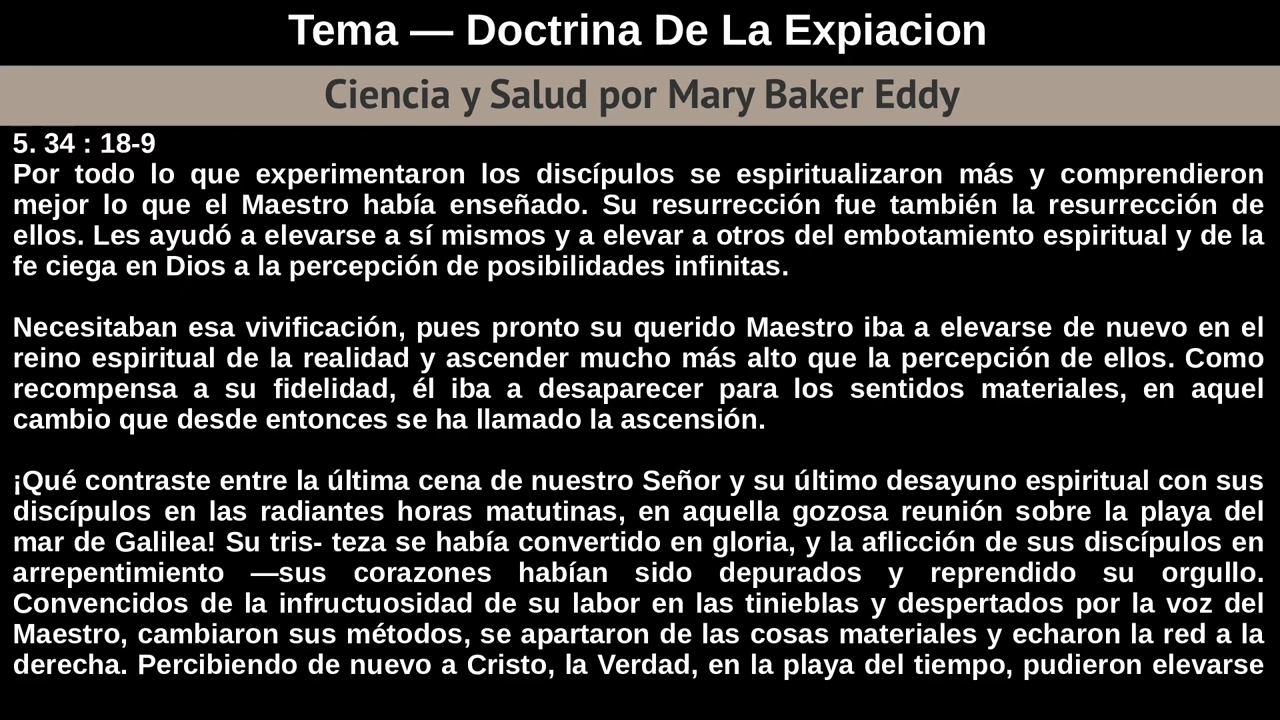 Tema — Doctrina De La Expiacion
Ciencia y Salud por Mary Baker Eddy
5. 34 : 18-9
Por todo lo que experimentaron los discípulos se espiritualizaron más y comprendieron
mejor lo que el Maestro había enseñado. Su resurrección fue también la resurrección de
ellos. Les ayudó a elevarse a sí mismos y a elevar a otros del embotamiento espiritual y de la
fe ciega en Dios a la percepción de posibilidades infinitas.
Necesitaban esa vivificación, pues pronto su querido Maestro iba a elevarse de nuevo en el
reino espiritual de la realidad y ascender mucho más alto que la percepción de ellos. Como
recompensa a su fidelidad, él iba a desaparecer para los sentidos materiales, en aquel
cambio que desde entonces se ha llamado la ascensión.
¡Qué contraste entre la última cena de nuestro Señor y su último desayuno espiritual con sus
discípulos en las radiantes horas matutinas, en aquella gozosa reunión sobre la playa del
mar de Galilea! Su tris- teza se había convertido en gloria, y la aflicción de sus discípulos en
arrepentimiento —sus corazones habían sido depurados y reprendido su orgullo.
Convencidos de la infructuosidad de su labor en las tinieblas y despertados por la voz del
Maestro, cambiaron sus métodos, se apartaron de las cosas materiales y echaron la red a la
derecha. Percibiendo de nuevo a Cristo, la Verdad, en la playa del tiempo, pudieron elevarse